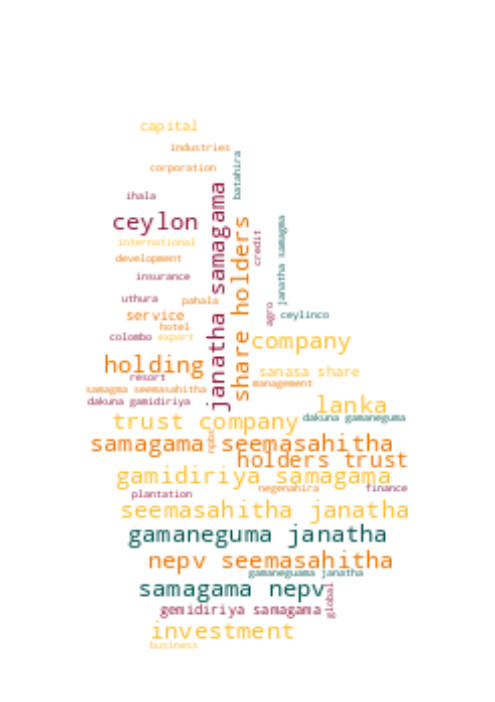 capital
industries
corporation
batahira
ihala
janatha samagama
ceylon
share holders
janatha samagma
credit
international
development
insurance
uthura
pahala
agro
service
ceylinco
hotel
colombo
export
company
holding
sanasa share
resort
management
samagma seemasahitha
dakuna gamidiriya
lanka
trust company
dakuna gamaneguma
samagama seemasahitha
holders trust
gamidiriya samagama
negenahira
finance
plantation
seemasahitha janatha
gamaneguma janatha
nepv seemasahitha
gamaneguama janatha
samagama nepv
global
gemidiriya samagama
investment
business